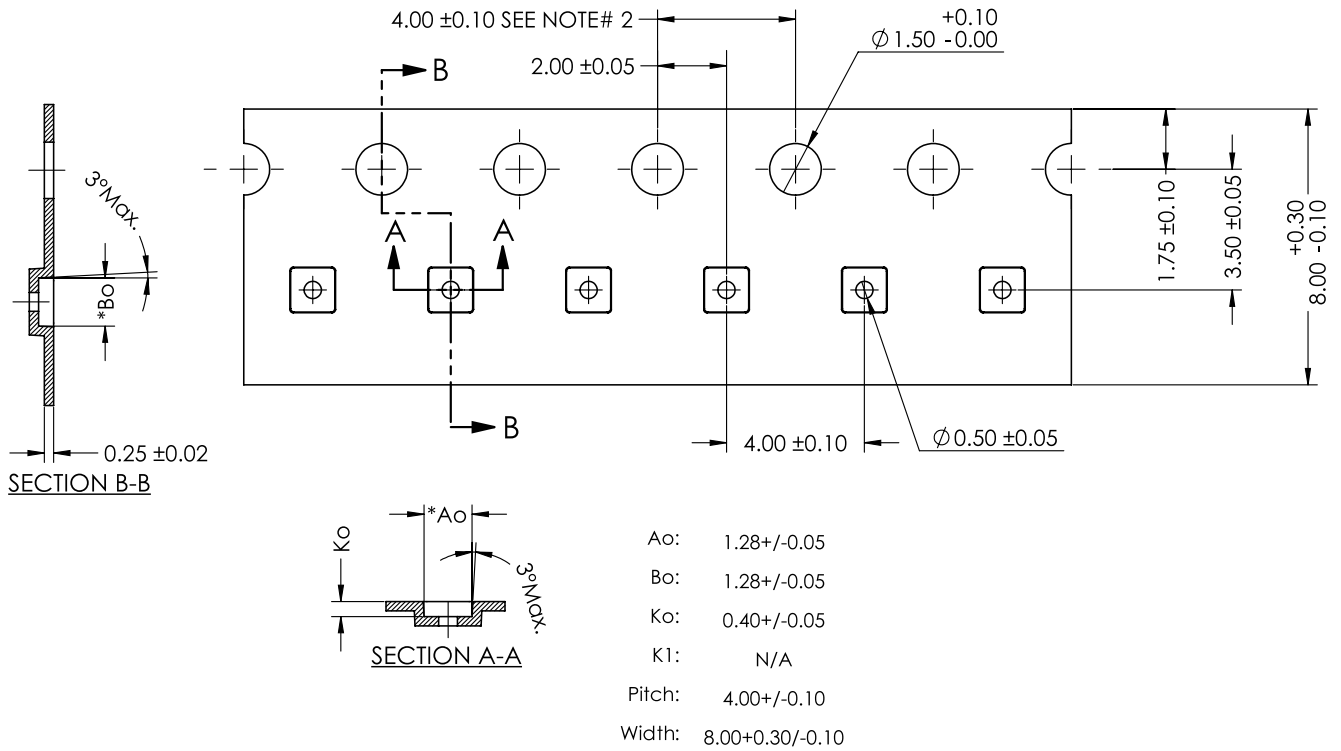 4.00 ±0.10 SEE NOTE# 2
+0.10
∅1.50 -0.00
2.00 ±0.05
B
A A
3°Max.
*Bo
1.75 ±0.10
3.50 ±0.05
+0.30
8.00 -0.10
B
4.00 ±0.10
∅0.50 ±0.05
0.25 ±0.02
SECTION B-B
*Ao
Ko
3°Max.
SECTION A-A
Ao: 1.28+/-0.05
Bo: 1.28+/-0.05
Ko: 0.40+/-0.05
K1: N/A
Pitch: 4.00+/-0.10
Width: 8.00+0.30/-0.10